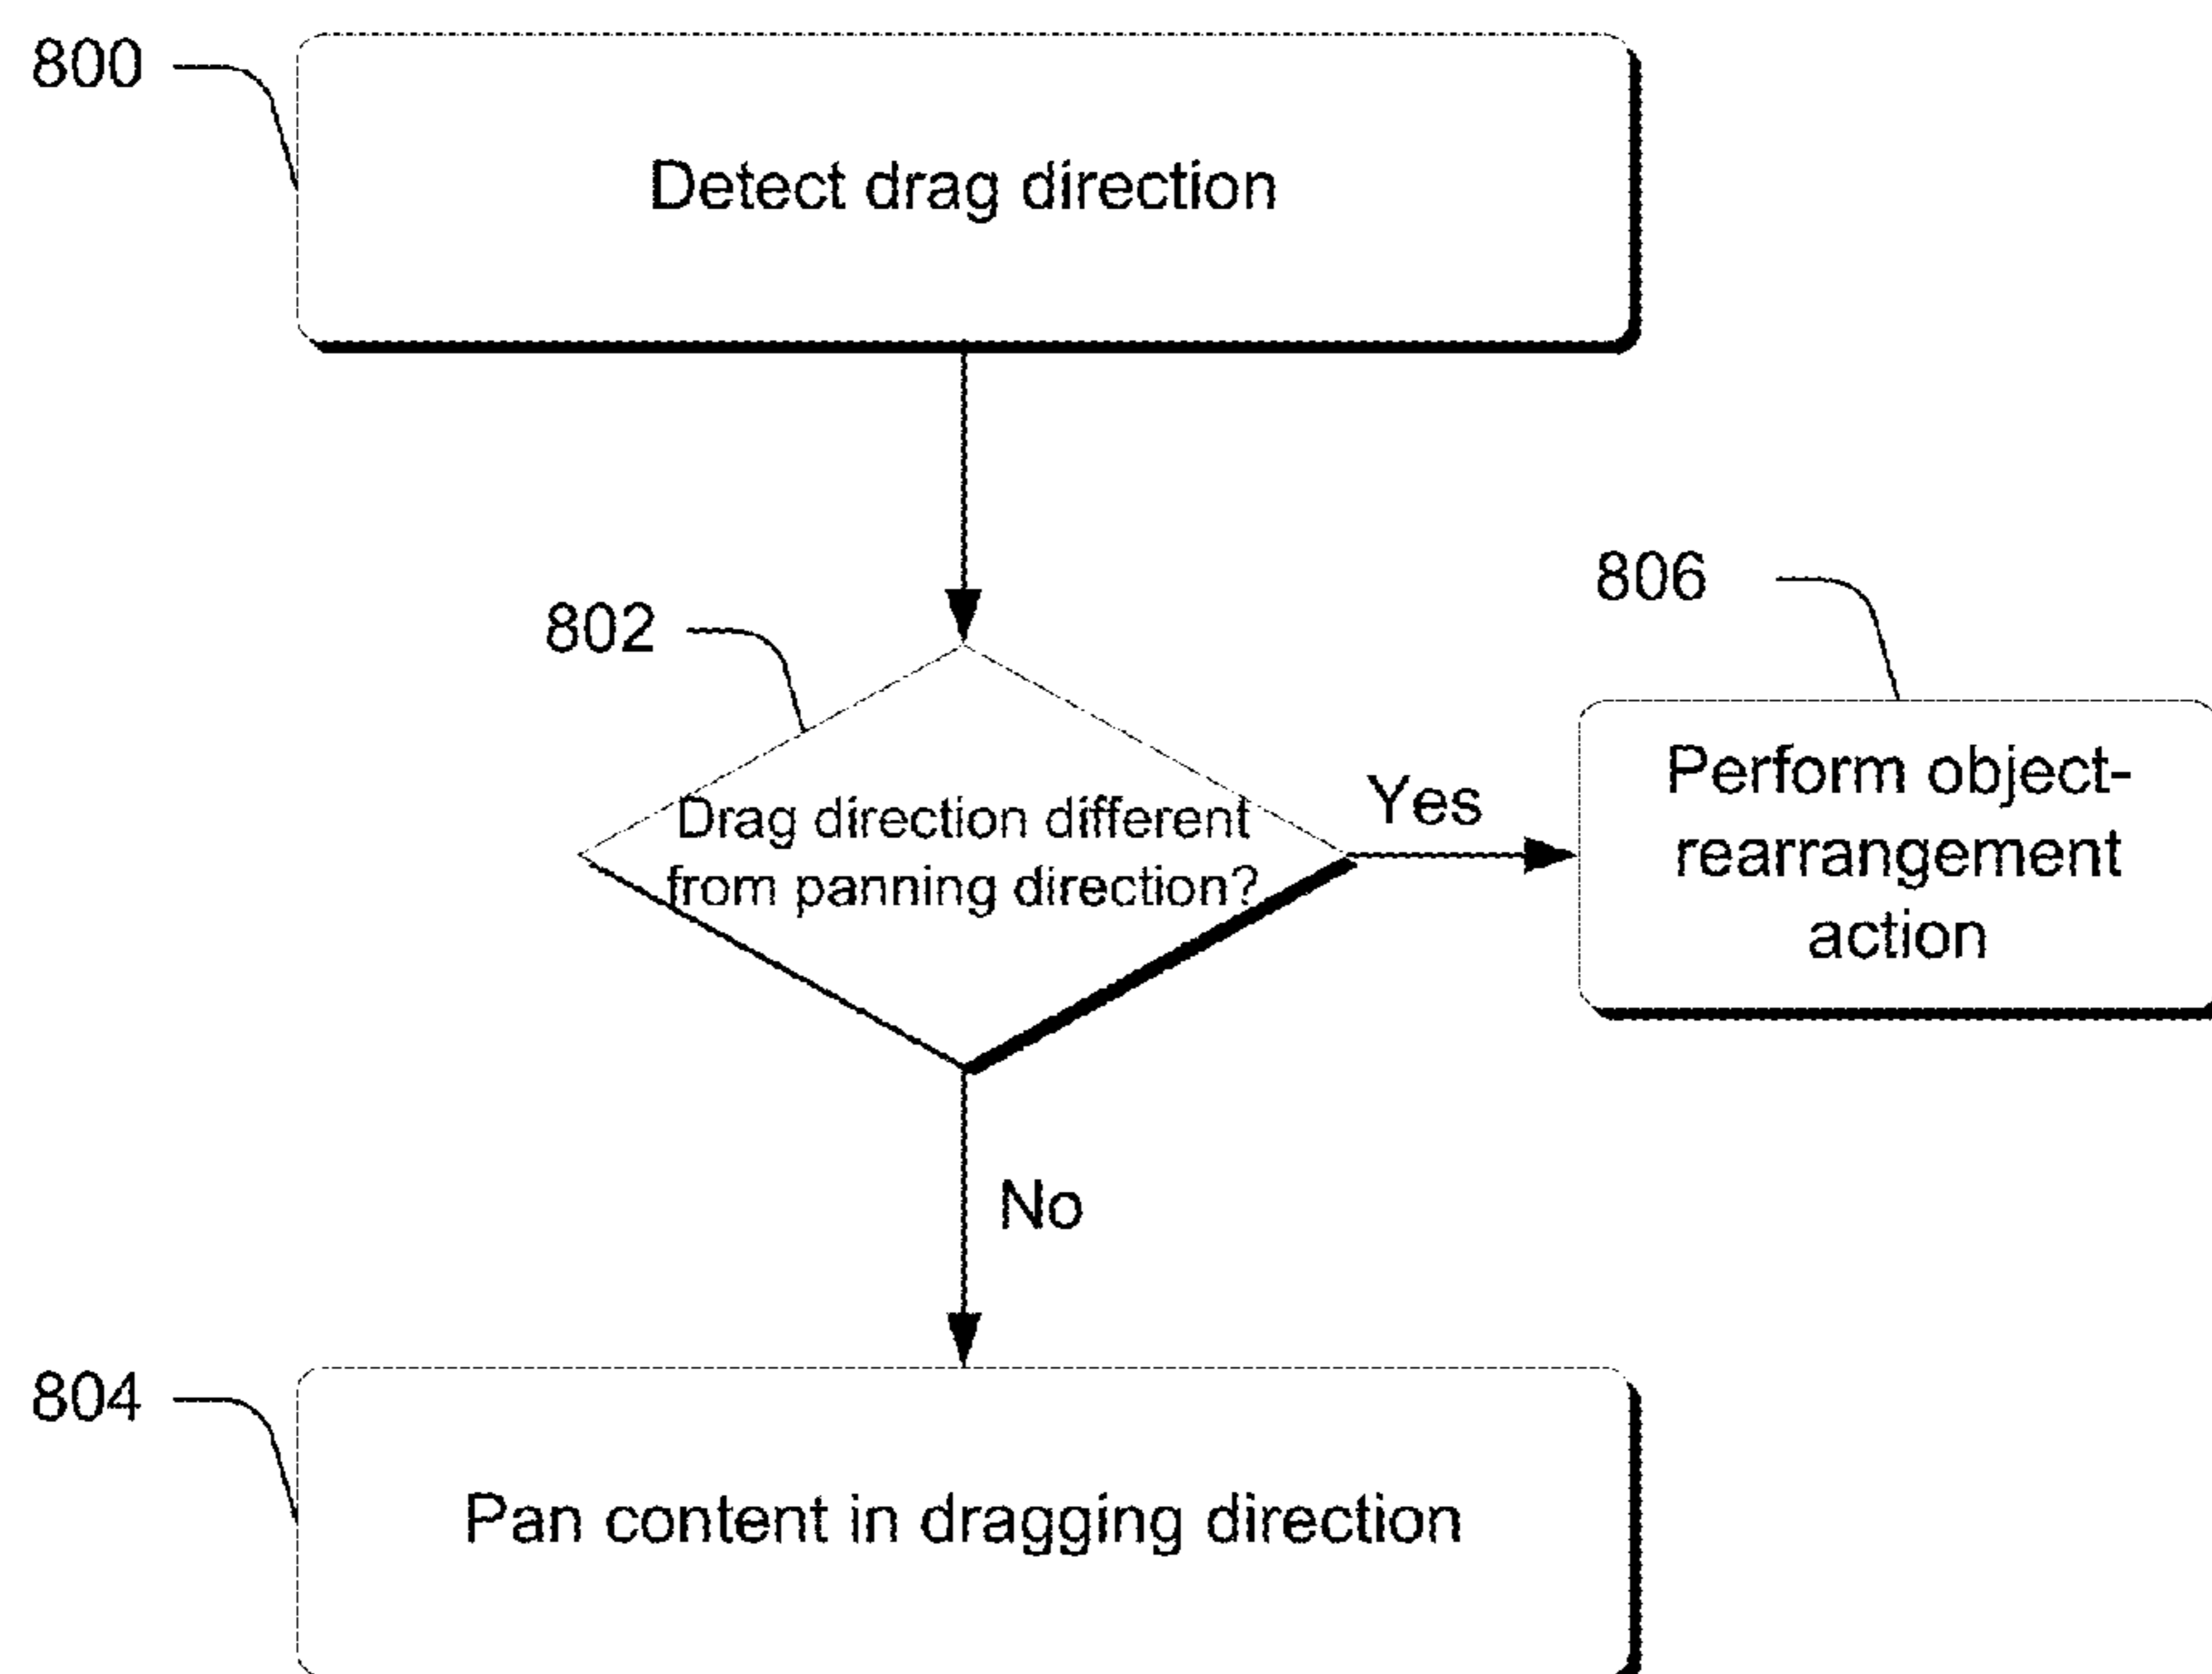 800
Detect drag direction
802
806
Drag direction different
from panning direction?
Yes
Perform object-
rearrangement
action
No
804
Pan content in dragging direction